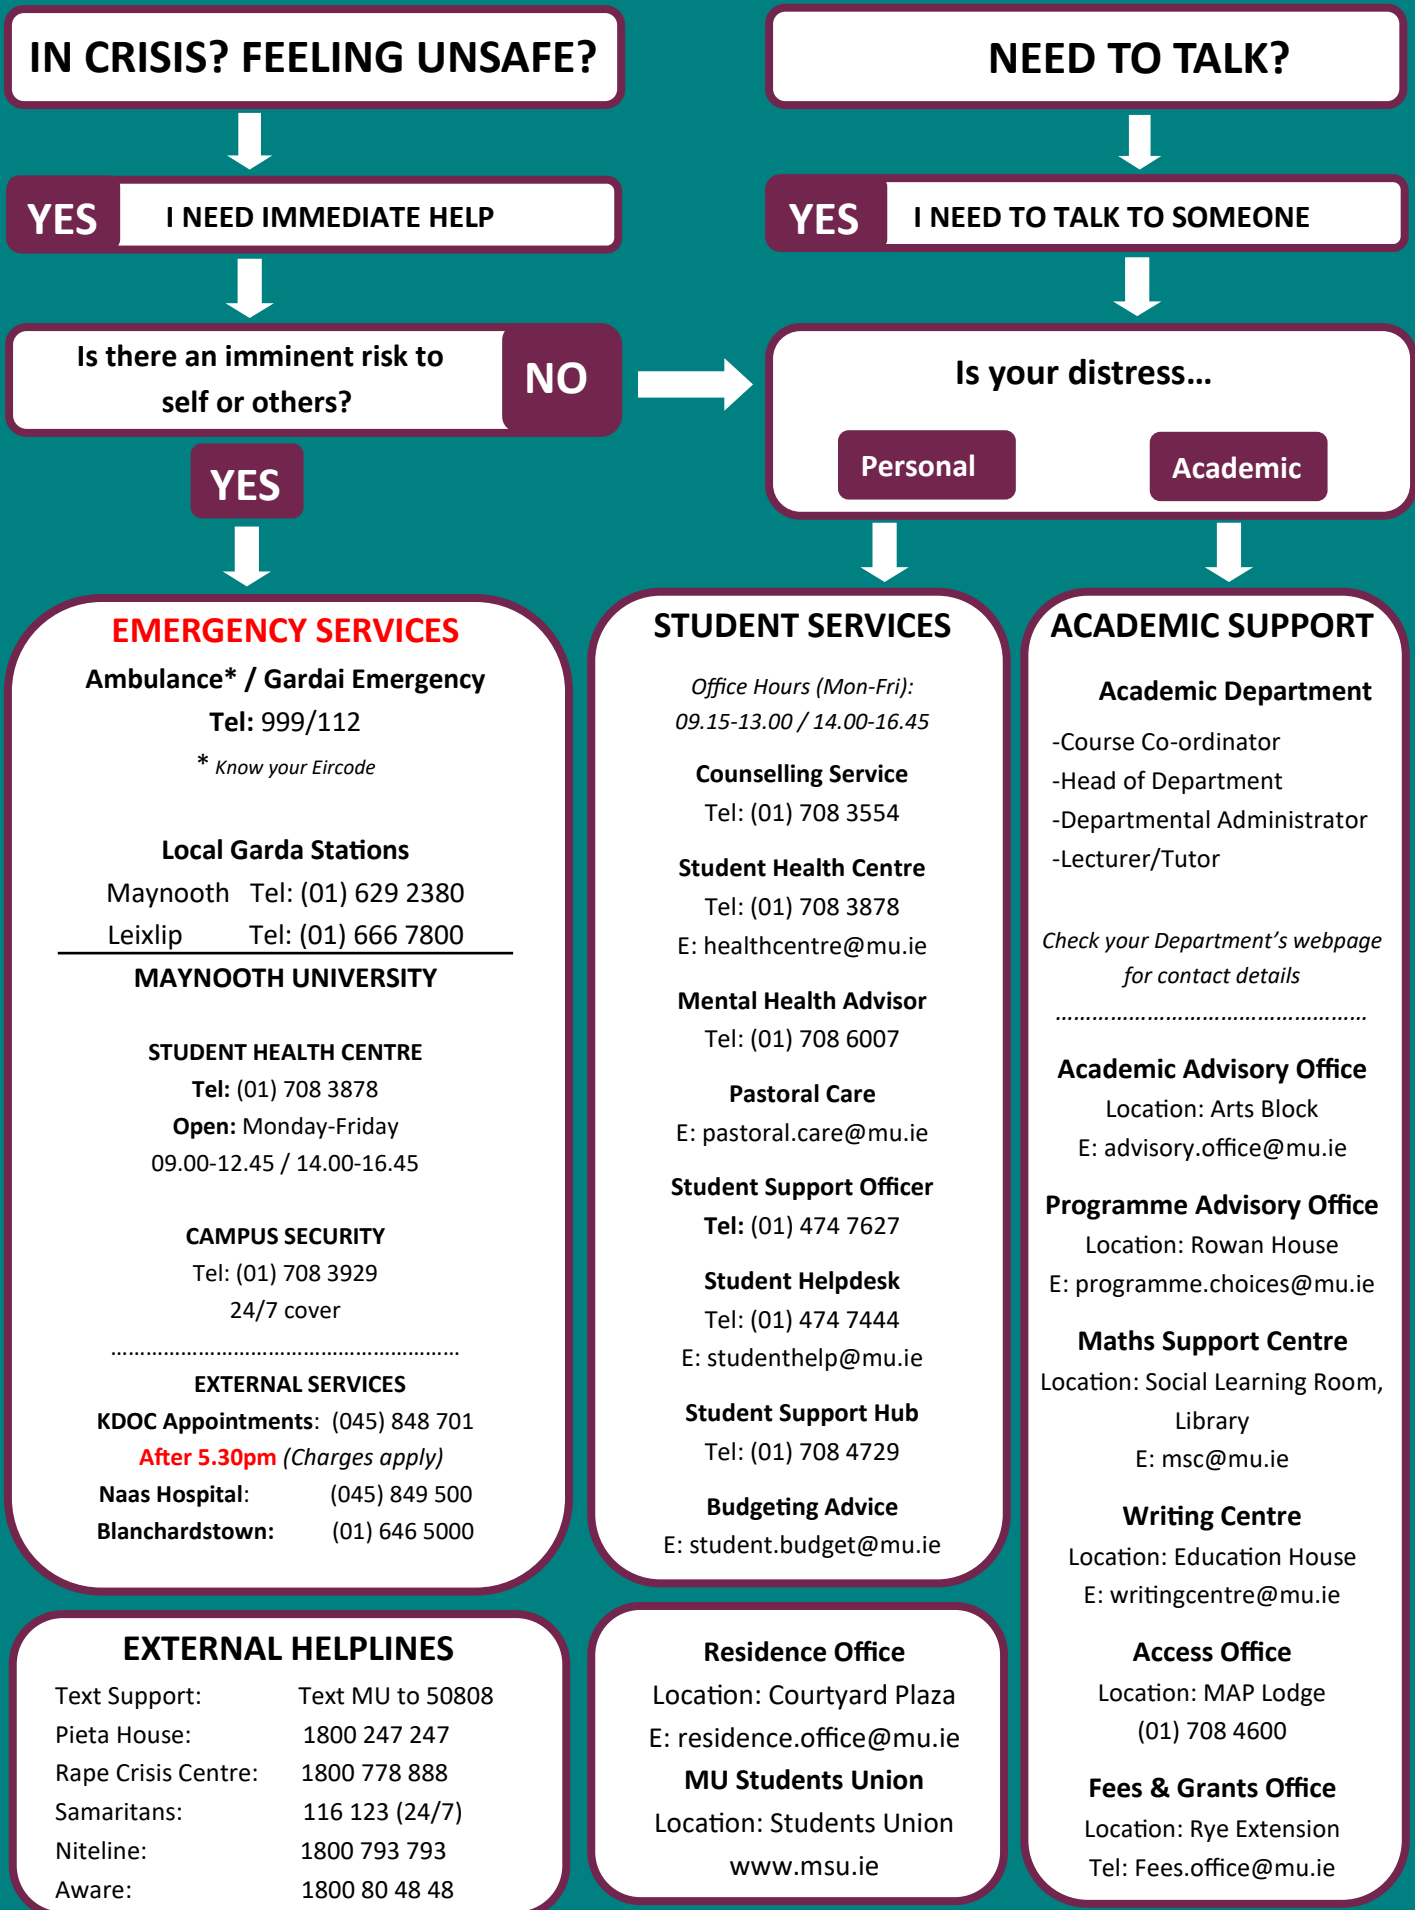 IN CRISIS? FEELING UNSAFE?
YES
I NEED IMMEDIATE HELP
Is there an imminent risk to
self or others?
NO
YES
NEED TO TALK?
YES
I NEED TO TALK TO SOMEONE
Is your distress...
Personal
Academic
EMERGENCY SERVICES
Ambulance* / Gardai Emergency
Tel: 999/112
* Know your Eircode
Local Garda Stations
Maynooth Tel: (01) 629 2380
Leixlip Tel: (01) 666 7800
MAYNOOTH UNIVERSITY
STUDENT HEALTH CENTRE
Tel: (01) 708 3878
Open: Monday-Friday
09.00-12.45 / 14.00-16.45
CAMPUS SECURITY
Tel: (01) 708 3929
24/7 cover
................................................................
EXTERNAL SERVICES
KDOC Appointments: (045) 848 701
After 5.30pm (Charges apply)
Naas Hospital: (045) 849 500
Blanchardstown: (01) 646 5000
EXTERNAL HELPLINES
Text Support: Text MU to 50808
Pieta House: 1800 247 247
Rape Crisis Centre: 1800 778 888
Samaritans: 116 123 (24/7)
Niteline: 1800 793 793
Aware: 1800 80 48 48
STUDENT SERVICES
Office Hours (Mon-Fri):
09.15-13.00 / 14.00-16.45
Counselling Service
Tel: (01) 708 3554
Student Health Centre
Tel: (01) 708 3878
E: healthcentre@mu.ie
Mental Health Advisor
Tel: (01) 708 6007
Pastoral Care
E: pastoral.care@mu.ie
Student Support Officer
Tel: (01) 474 7627
Student Helpdesk
Tel: (01) 474 7444
E: studenthelp@mu.ie
Student Support Hub
Tel: (01) 708 4729
Budgeting Advice
E: student.budget@mu.ie
Residence Office
Location: Courtyard Plaza
E: residence.office@mu.ie
MU Students Union
Location: Students Union
www.msu.ie
ACADEMIC SUPPORT
Academic Department
-Course Co-ordinator
-Head of Department
-Departmental Administrator
-Lecturer/Tutor
Check your Department's webpage
for contact details
................................................
Academic Advisory Office
Location: Arts Block
E: advisory.office@mu.ie
Programme Advisory Office
Location: Rowan House
E: programme.choices@mu.ie
Maths Support Centre
Location: Social Learning Room,
Library
E: msc@mu.ie
Writing Centre
Location: Education House
E: writingcentre@mu.ie
Access Office
Location: MAP Lodge
(01) 708 4600
Fees & Grants Office
Location: Rye Extension
Tel: Fees.office@mu.ie